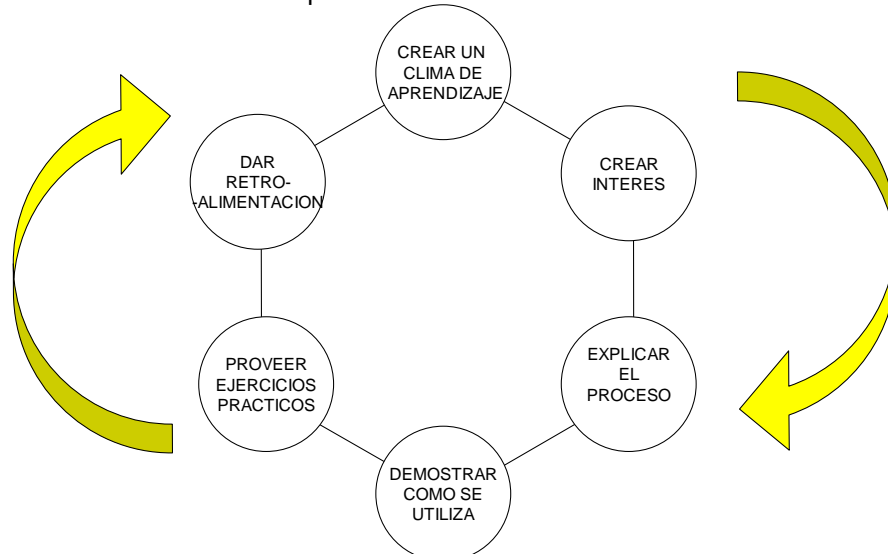 CREAR UN
CLIMA DE
APRENDIZAJE
CREAR
INTERES
EXPLICAR
EL
PROCESO
DEMOSTRAR
COMO SE
UTILIZA
PROVEER
EJERCICIOS
PRACTICOS
DAR
RETRO-
-ALIMENTACION